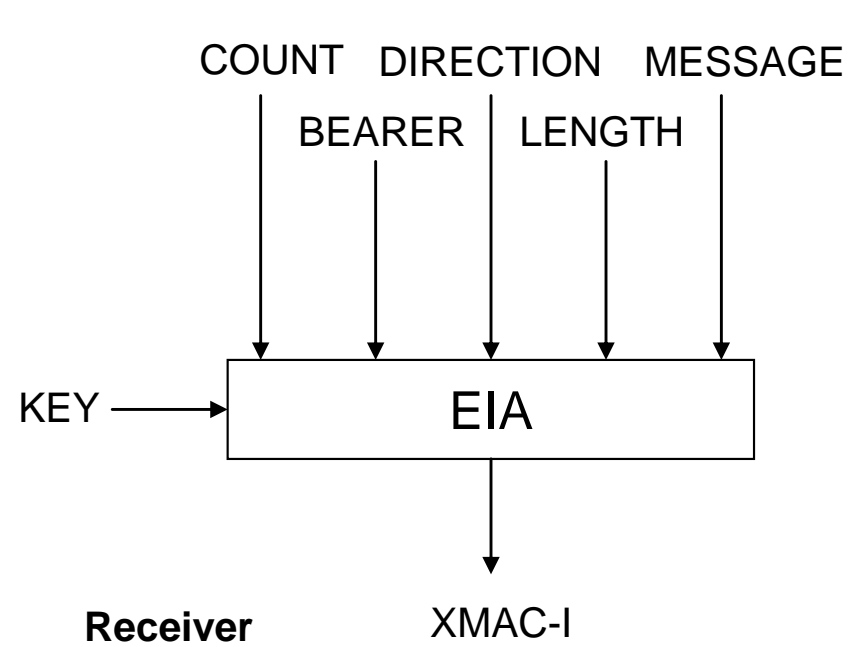 COUNT DIRECTION MESSAGE
BEARER LENGTH
KEY EIA
Receiver XMAC-I